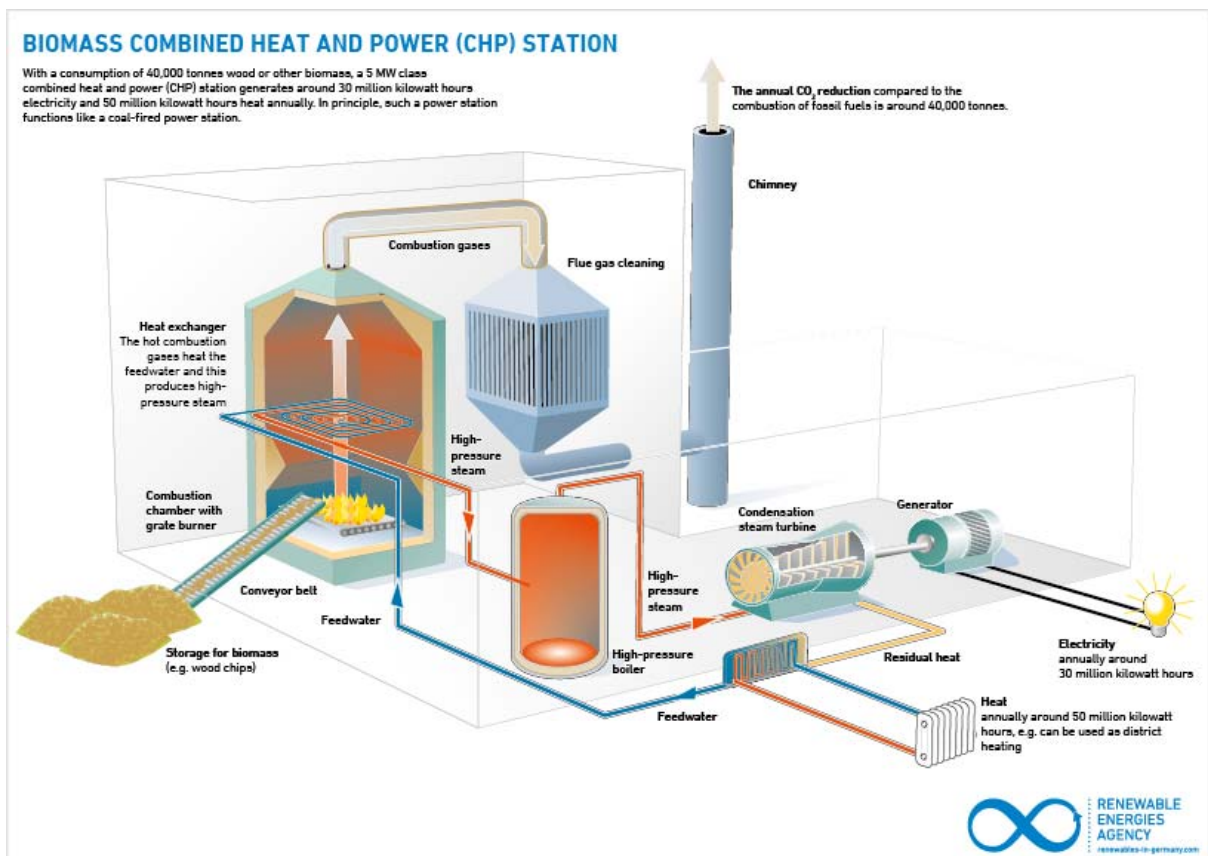 BIOMASS COMBINED HEAT AND POWER (CHP) STATION
With a consumption of 40,000 tonnes wood or other biomass, a 5 MW class
combined heat and power (CHP) station generates around 30 million kilowatt hours
electricity and 50 million kilowatt hours heat annually. In principle, such a power station
functions like a coal-fired power station.
The annual CO₂ reduction compared to the
combustion of fossil fuels is around 40,000 tonnes.
Chimney
Combustion gases
Flue gas cleaning
Heat exchanger
The hot combustion
gases heat the
feedwater and this
produces high-
pressure steam
High-
pressure
steam
Combustion
chamber with
grate burner
Condensation
steam turbine
Generator
Conveyor belt
High-
pressure
steam
Feedwater
Storage for biomass
(e.g. wood chips)
High-pressure
boiler
Residual heat
Electricity
annually around
30 million kilowatt hours
Feedwater
Heat
annually around 50 million kilowatt
hours, e.g. can be used as district
heating
RENEWABLE
ENERGIES
AGENCY
renewables-in-germany.com